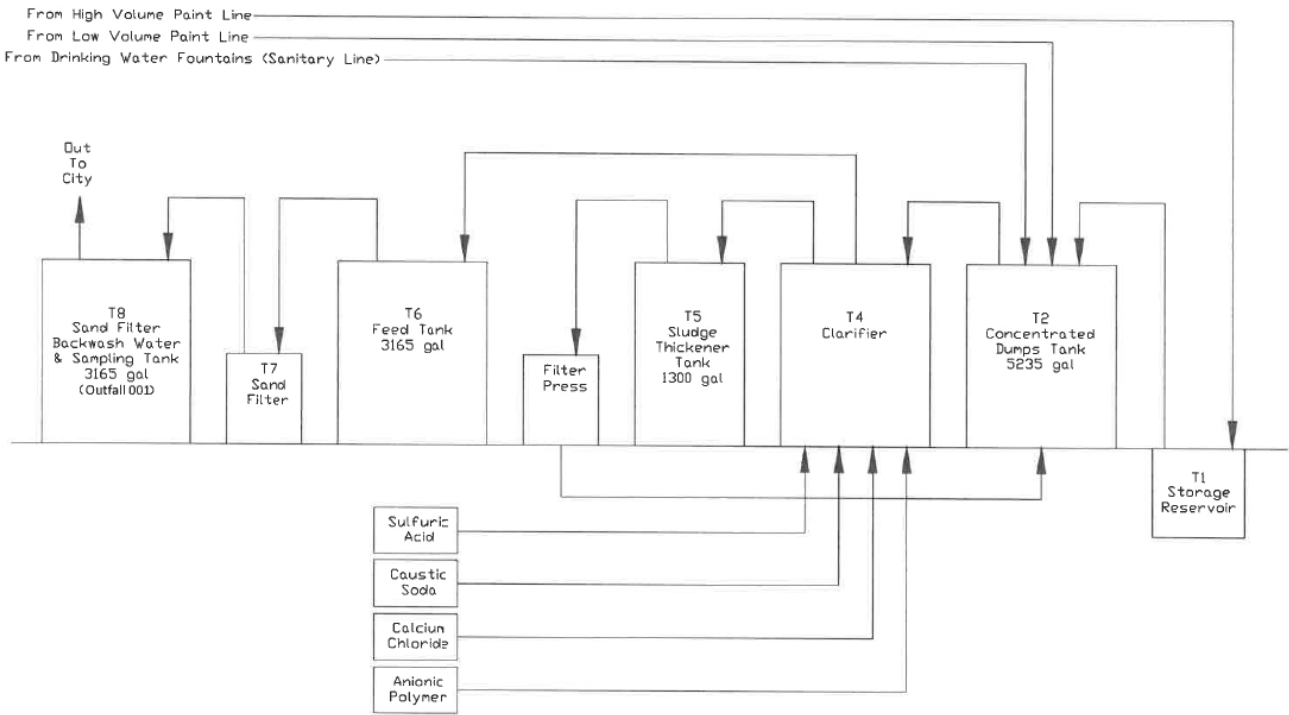 From High Volume Paint Line
From Low Volume Paint Line
From Drinking Water Fountains (Sanitary Line)
Out
To
City
T8
Sand Filter
Backwash Water
& Sampling Tank
3165 gal
(Outfall 001)
T7
Sand
Filter
T6
Feed Tank
3165 gal
Filter
Press
T5
Sludge
Thickener
Tank
1300 gal
T4
Clarifier
T2
Concentrated
Dumps Tank
5235 gal
T1
Storage
Reservoir
Sulfuric
Acid
Caustic
Soda
Calcium
Chloride
Anionic
Polymer